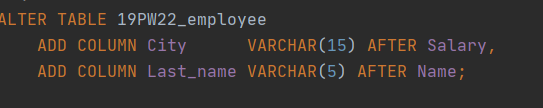 ALTER TABLE 19PW22_employee
ADD COLUMN City VARCHAR(15) AFTER Salary,
ADD COLUMN Last_name VARCHAR(5) AFTER Name;